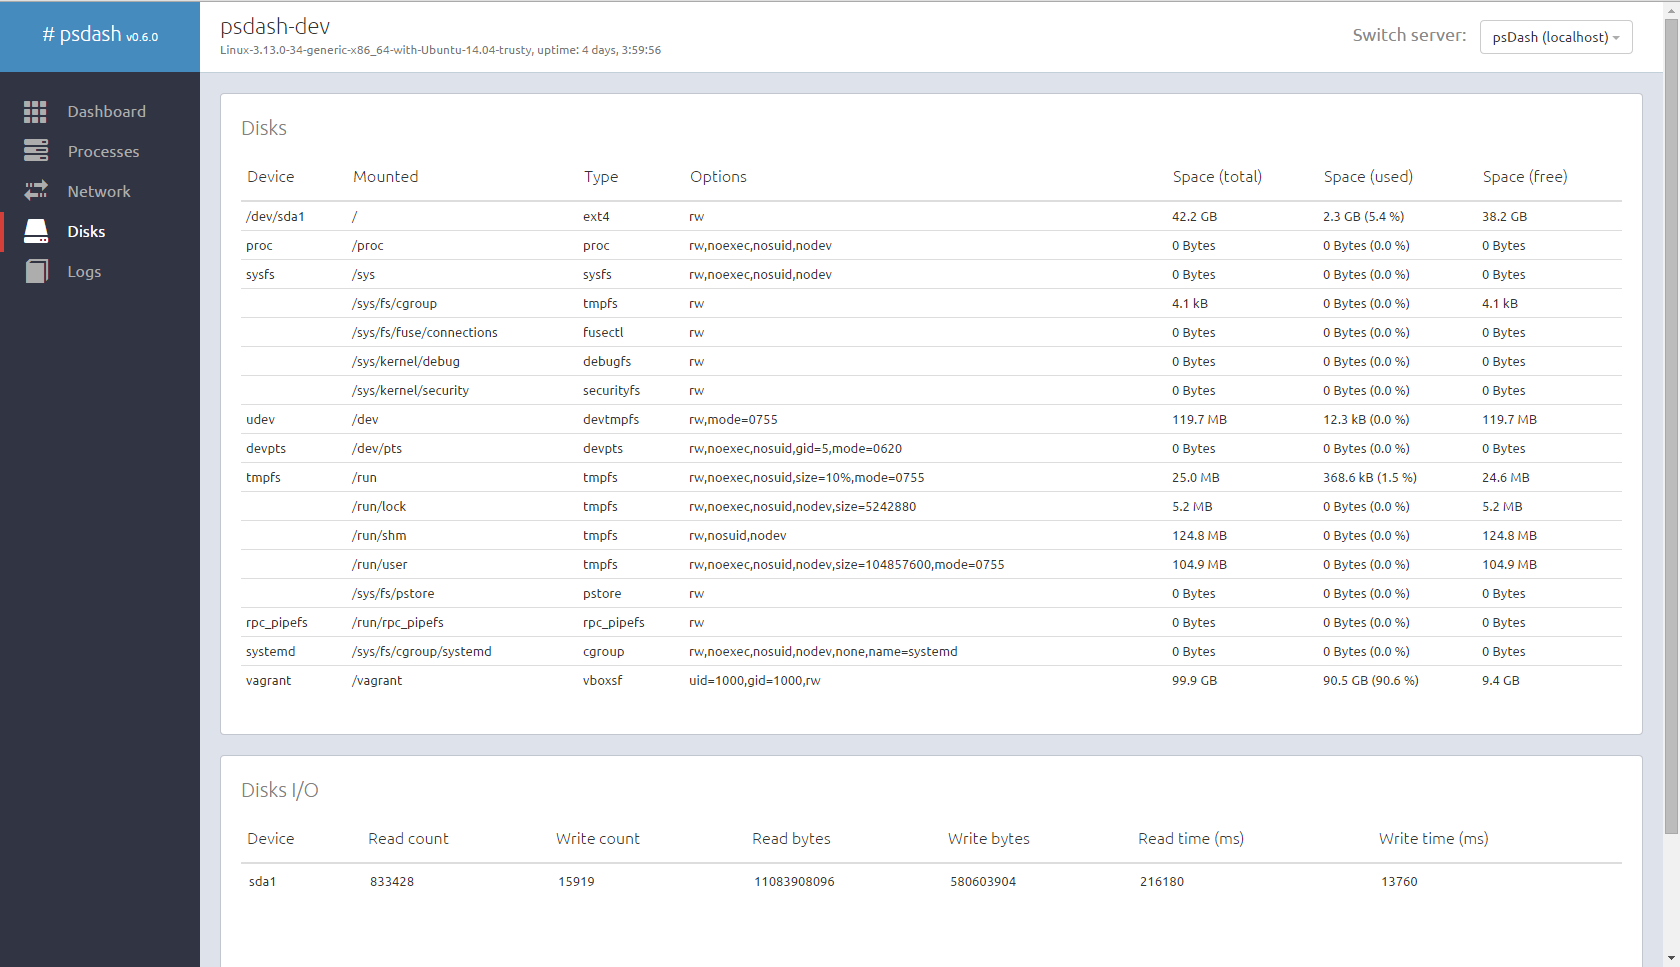 # psdash v0.6.0
psdash-dev
Linux-3.13.0-34-generic-x86_64-with-Ubuntu-14.04-trusty, uptime: 4 days, 3:59:56
Switch server: psDash (localhost)
Dashboard
Processes
Network
Disks
Logs
Disks
Device Mounted Type Options Space (total) Space (used) Space (free)
/dev/sda1 / ext4 rw 42.2 GB 2.3 GB (5.4 %) 38.2 GB
proc /proc proc rw,noexec,nosuid,nodev 0 Bytes 0 Bytes (0.0 %) 0 Bytes
sysfs /sys sysfs rw,noexec,nosuid,nodev 0 Bytes 0 Bytes (0.0 %) 0 Bytes
/sys/fs/cgroup tmpfs rw 4.1 kB 0 Bytes (0.0 %) 4.1 kB
/sys/fs/fuse/connections fusectl rw 0 Bytes 0 Bytes (0.0 %) 0 Bytes
/sys/kernel/debug debugfs rw 0 Bytes 0 Bytes (0.0 %) 0 Bytes
/sys/kernel/security securityfs rw 0 Bytes 0 Bytes (0.0 %) 0 Bytes
udev /dev devtmpfs rw,mode=0755 119.7 MB 12.3 kB (0.0 %) 119.7 MB
devpts /dev/pts devpts rw,noexec,nosuid,gid=5,mode=0620 0 Bytes 0 Bytes (0.0 %) 0 Bytes
tmpfs /run tmpfs rw,noexec,nosuid,size=10%,mode=0755 25.0 MB 368.6 kB (1.5 %) 24.6 MB
/run/lock tmpfs rw,noexec,nosuid,nodev,size=5242880 5.2 MB 0 Bytes (0.0 %) 5.2 MB
/run/shm tmpfs rw,nosuid,nodev 124.8 MB 0 Bytes (0.0 %) 124.8 MB
/run/user tmpfs rw,noexec,nosuid,nodev,size=104857600,mode=0755 104.9 MB 0 Bytes (0.0 %) 104.9 MB
/sys/fs/pstore pstore rw 0 Bytes 0 Bytes (0.0 %) 0 Bytes
rpc_pipefs /run/rpc_pipefs rpc_pipefs rw 0 Bytes 0 Bytes (0.0 %) 0 Bytes
systemd /sys/fs/cgroup/systemd cgroup rw,noexec,nosuid,nodev,none,name=systemd 0 Bytes 0 Bytes (0.0 %) 0 Bytes
vagrant /vagrant vboxsf uid=1000,gid=1000,rw 99.9 GB 90.5 GB (90.6 %) 9.4 GB
Disks I/O
Device Read count Write count Read bytes Write bytes Read time (ms) Write time (ms)
sda1 833428 15919 11083908096 580603904 216180 13760